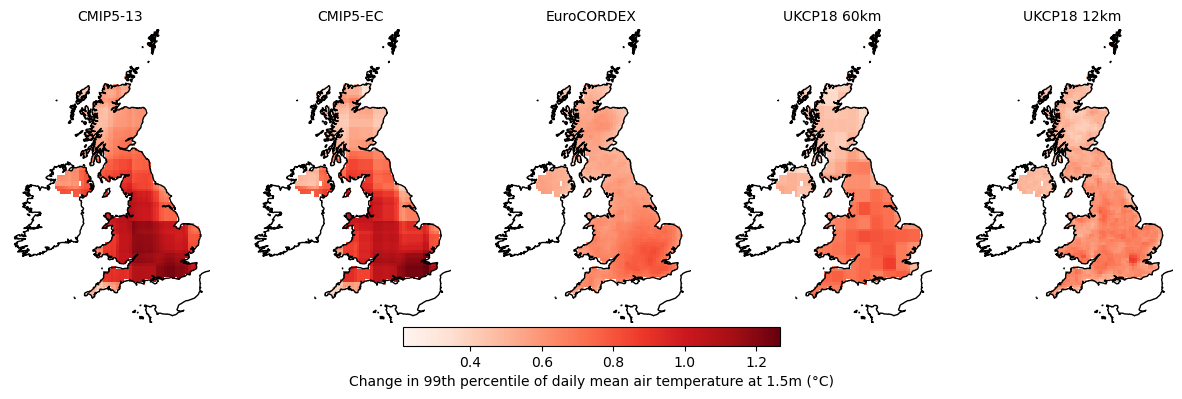 CMIP5-13
CMIP5-EC
EuroCORDEX
UKCP18 60km
UKCP18 12km
0.4
0.6
0.8
1.0
1.2
Change in 99th percentile of daily mean air temperature at 1.5m (°C)